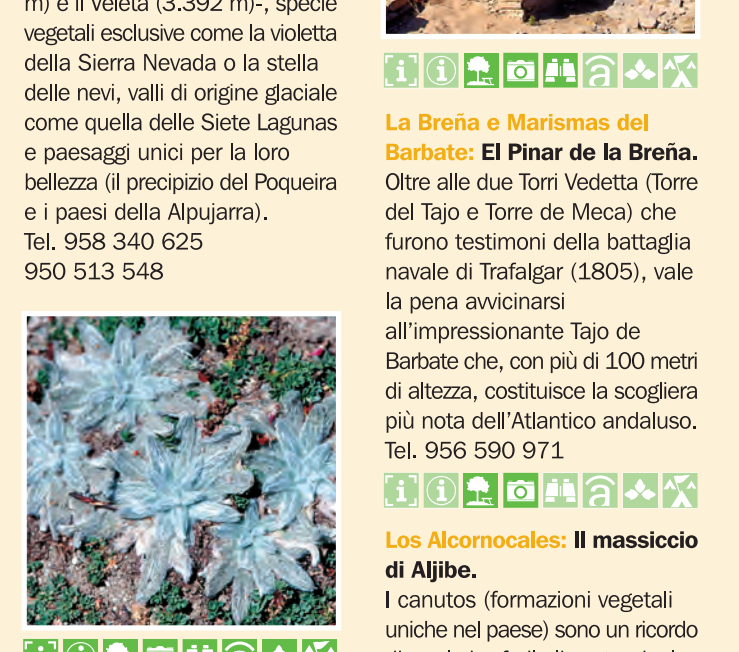 m) e il Veleta (3.392 m)-, specie
vegetali esclusive come la violetta
della Sierra Nevada o la stella
delle nevi, valli di origine glaciale
come quella delle Siete Lagunas
e paesaggi unici per la loro
bellezza (il precipizio del Poqueira
e i paesi della Alpujarra).
Tel. 958 340 625
950 513 548
La Breña e Marismas del
Barbate: El Pinar de la Breña.
Oltre alle due Torri Vedetta (Torre
del Tajo e Torre de Meca) che
furono testimoni della battaglia
navale di Trafalgar (1805), vale
la pena avvicinarsi
all'impressionante Tajo de
Barbate che, con più di 100 metri
di altezza, costituisce la scogliera
più nota dell'Atlantico andaluso.
Tel. 956 590 971
Los Alcornocales: Il massiccio
di Aljibe.
I canutos (formazioni vegetali
uniche nel paese) sono un ricordo